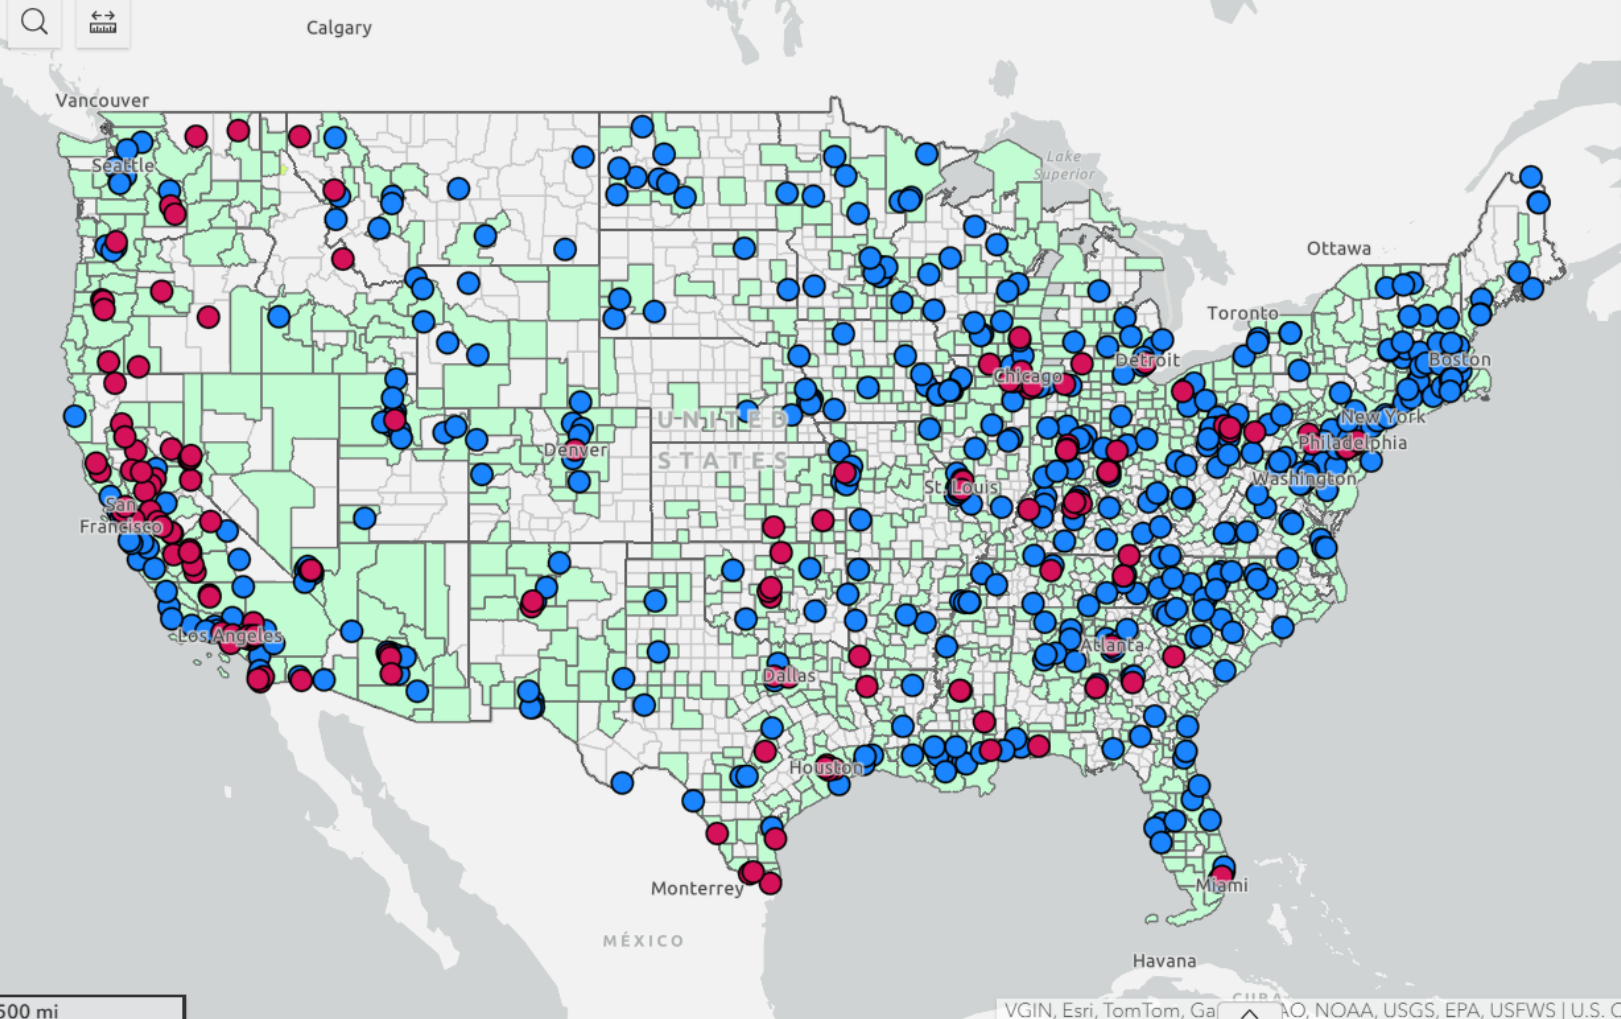 Calgary
Vancouver
Seattle
Lake
Superior
Ottawa
Toronto
Detroit
Boston
Chicago
New York
UNITED
STATES
Philadelphia
Denver
Washington
St. Louis
San
Francisco
Los Angeles
Atlanta
Dallas
Houston
Monterrey
Miami
MÉXICO
Havana
CUBA
500 mi
VGIN, Esri, TomTom, Ga
AO, NOAA, USGS, EPA, USFWS | U.S. C